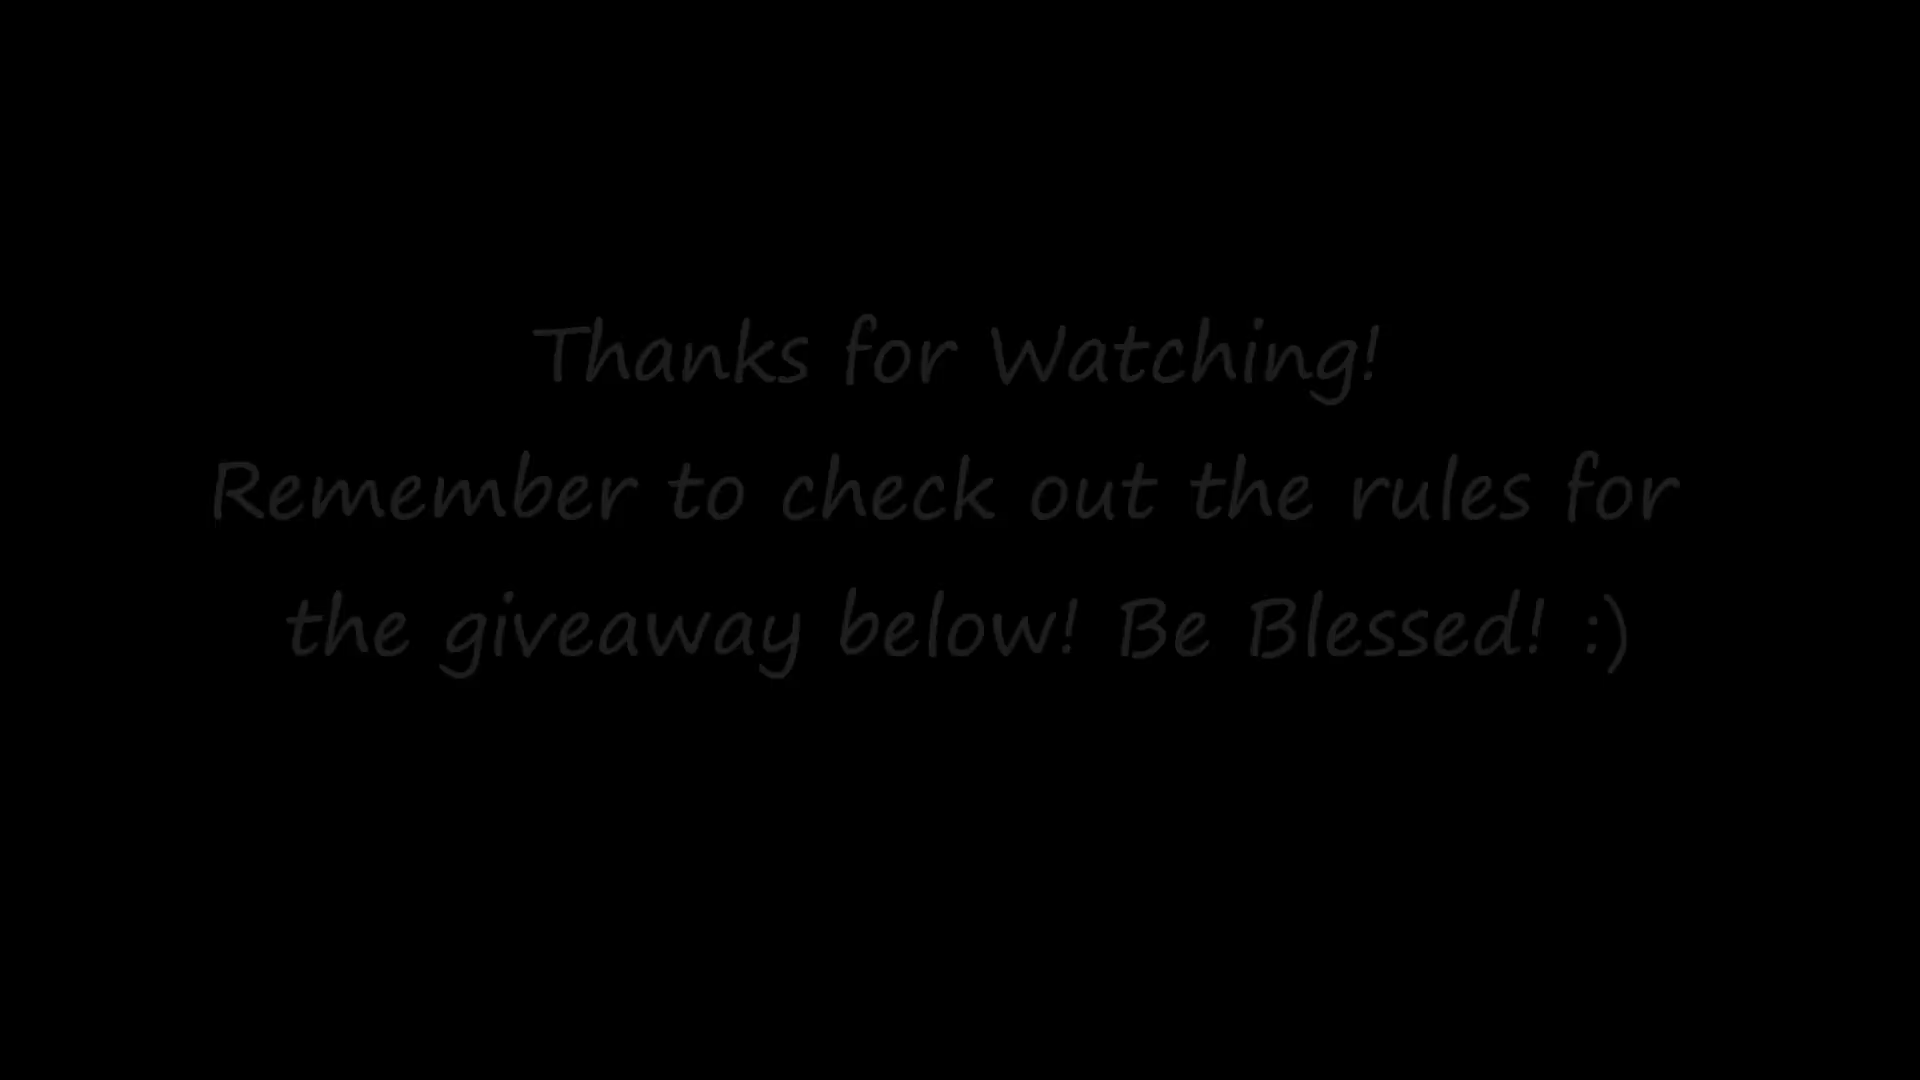 Thanks for Watching!
Remember to check out the rules for
the giveaway below! Be Blessed! :)